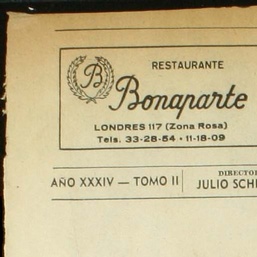 B
RESTAURANTE
Bonaparte
LONDRES 117 (Zona Rosa)
Tels. 33-28-54 • 11-18-09
AÑO XXXIV — TOMO II
DIRECTOR
JULIO SCH